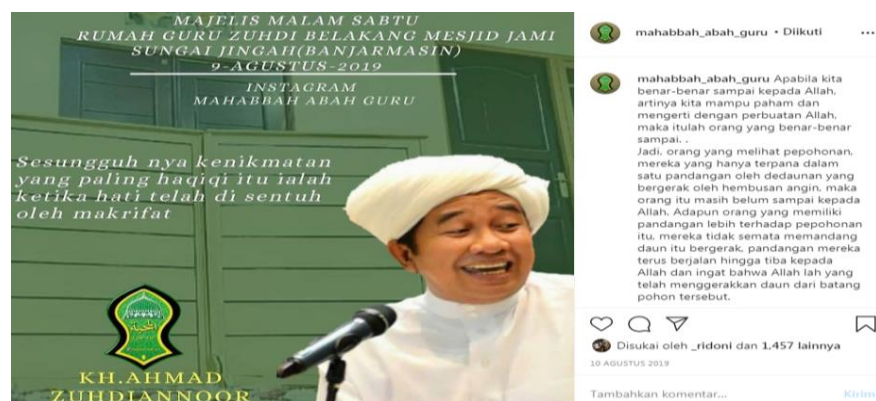 MAJELIS MALAM SABTU
RUMAH GURU ZUHDI BELAKANG MESJID JAMI
SUNGAI JINGAH(BANJARMASIN)
9-AGUSTUS-2019
INSTAGRAM
MAHABBAH ABAH GURU
Sesungguh nya kenikmatan
yang paling haqiqi itu ialah
ketika hati telah di sentuh
oleh makrifat
KH.AHMAD
ZUHDIANNOOR
mahabbah_abah_guru • Diikuti
mahabbah_abah_guru Apabila kita
benar-benar sampai kepada Allah,
artinya kita mampu paham dan
mengerti dengan perbuatan Allah,
maka itulah orang yang benar-benar
sampai. .
Jadi, orang yang melihat pepohonan,
mereka yang hanya terpana dalam
satu pandangan oleh dedaunan yang
bergerak oleh hembusan angin, maka
orang itu masih belum sampai kepada
Allah. Adapun orang yang memiliki
pandangan lebih terhadap pepohonan
itu, mereka tidak semata memandang
daun itu bergerak, pandangan mereka
terus berjalan hingga tiba kepada
Allah dan ingat bahwa Allah lah yang
telah menggerakkan daun dari batang
pohon tersebut.
Disukai oleh _ridoni dan 1.457 lainnya
10 AGUSTUS 2019
Tambahkan komentar...
Kirim